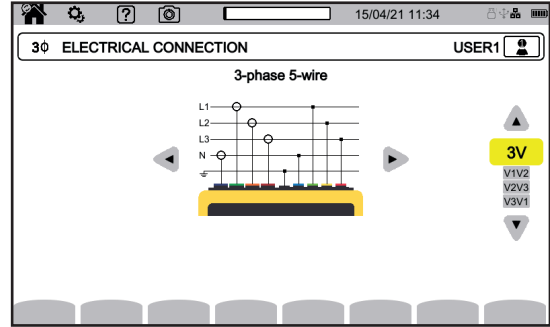 ? 15/04/21 11:34
3ϕ ELECTRICAL CONNECTION USER1
3-phase 5-wire
L1
L2
L3
N
3V
V1V2
V2V3
V3V1